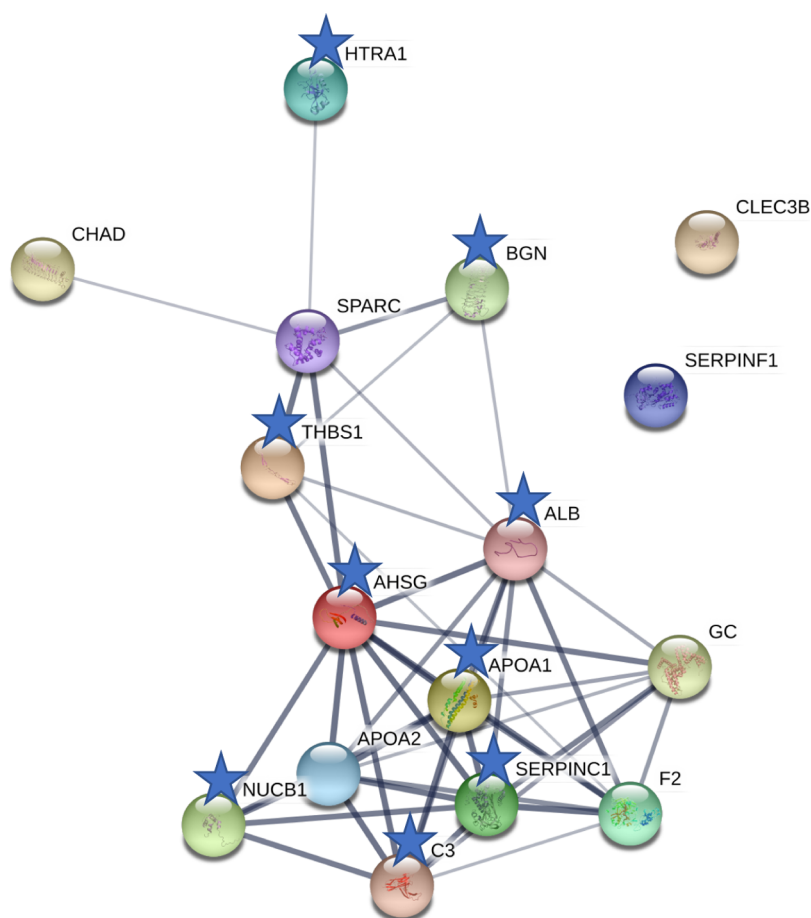 HTRA1
CLEC3B
CHAD
BGN
SPARC
SERPINF1
THBS1
ALB
AHSG
GC
APOA1
APOA2
SERPINC1
F2
NUCB1
C3